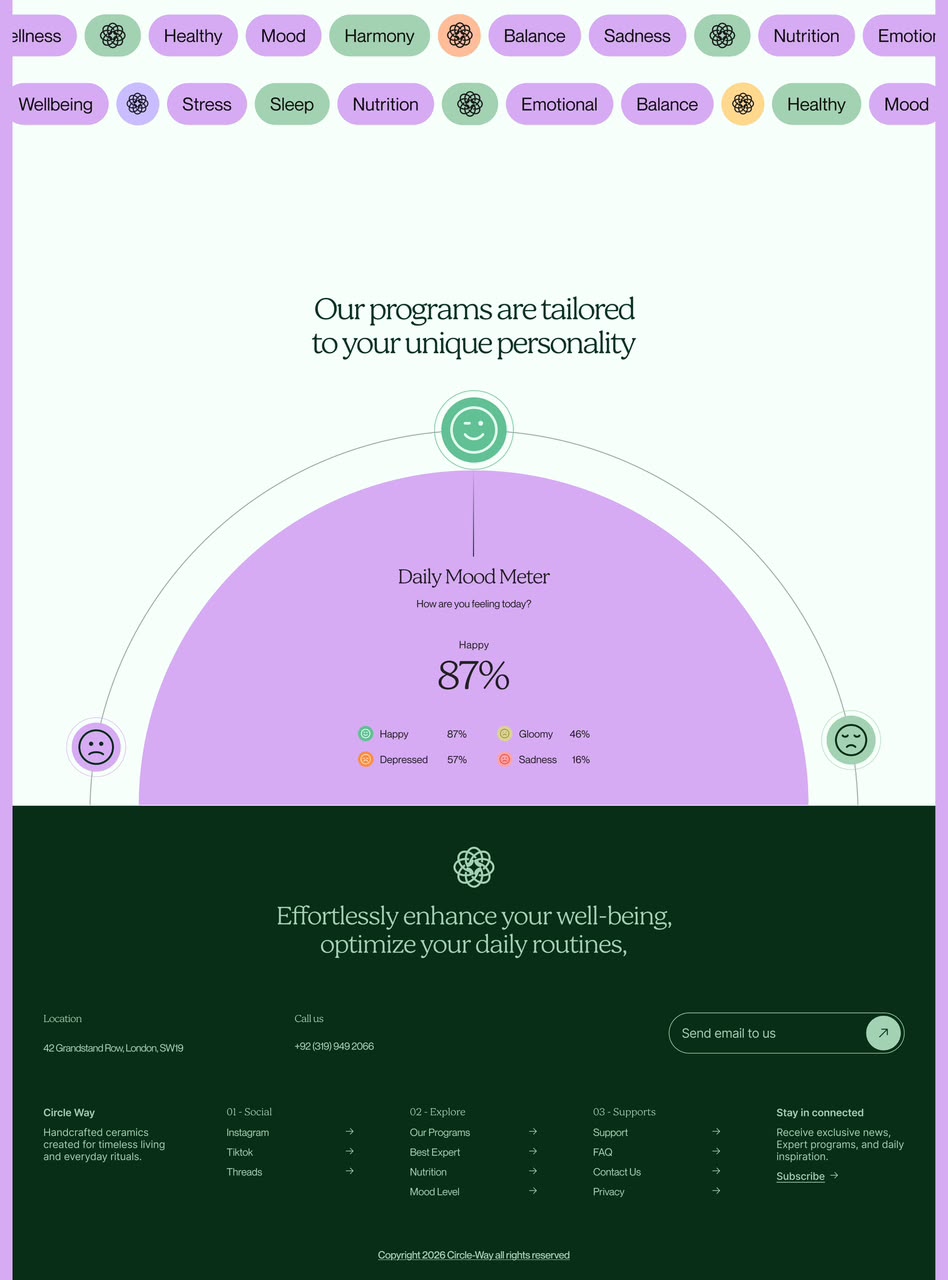 ellness Healthy Mood Harmony Balance Sadness Nutrition Emotion
Wellbeing Stress Sleep Nutrition Emotional Balance Healthy Mood
Our programs are tailored
to your unique personality
Daily Mood Meter
How are you feeling today?
Happy
87%
Happy 87% Gloomy 46%
Depressed 57% Sadness 16%
Effortlessly enhance your well-being,
optimize your daily routines,
Location
42 Grandstand Row, London, SW19
Call us
+92 (319) 949 2066
Send email to us
Circle Way
Handcrafted ceramics
created for timeless living
and everyday rituals.
01 - Social
Instagram
Tiktok
Threads
02 - Explore
Our Programs
Best Expert
Nutrition
Mood Level
03 - Supports
Support
FAQ
Contact Us
Privacy
Stay in connected
Receive exclusive news,
Expert programs, and daily
inspiration.
Subscribe
Copyright 2026 Circle-Way all rights reserved